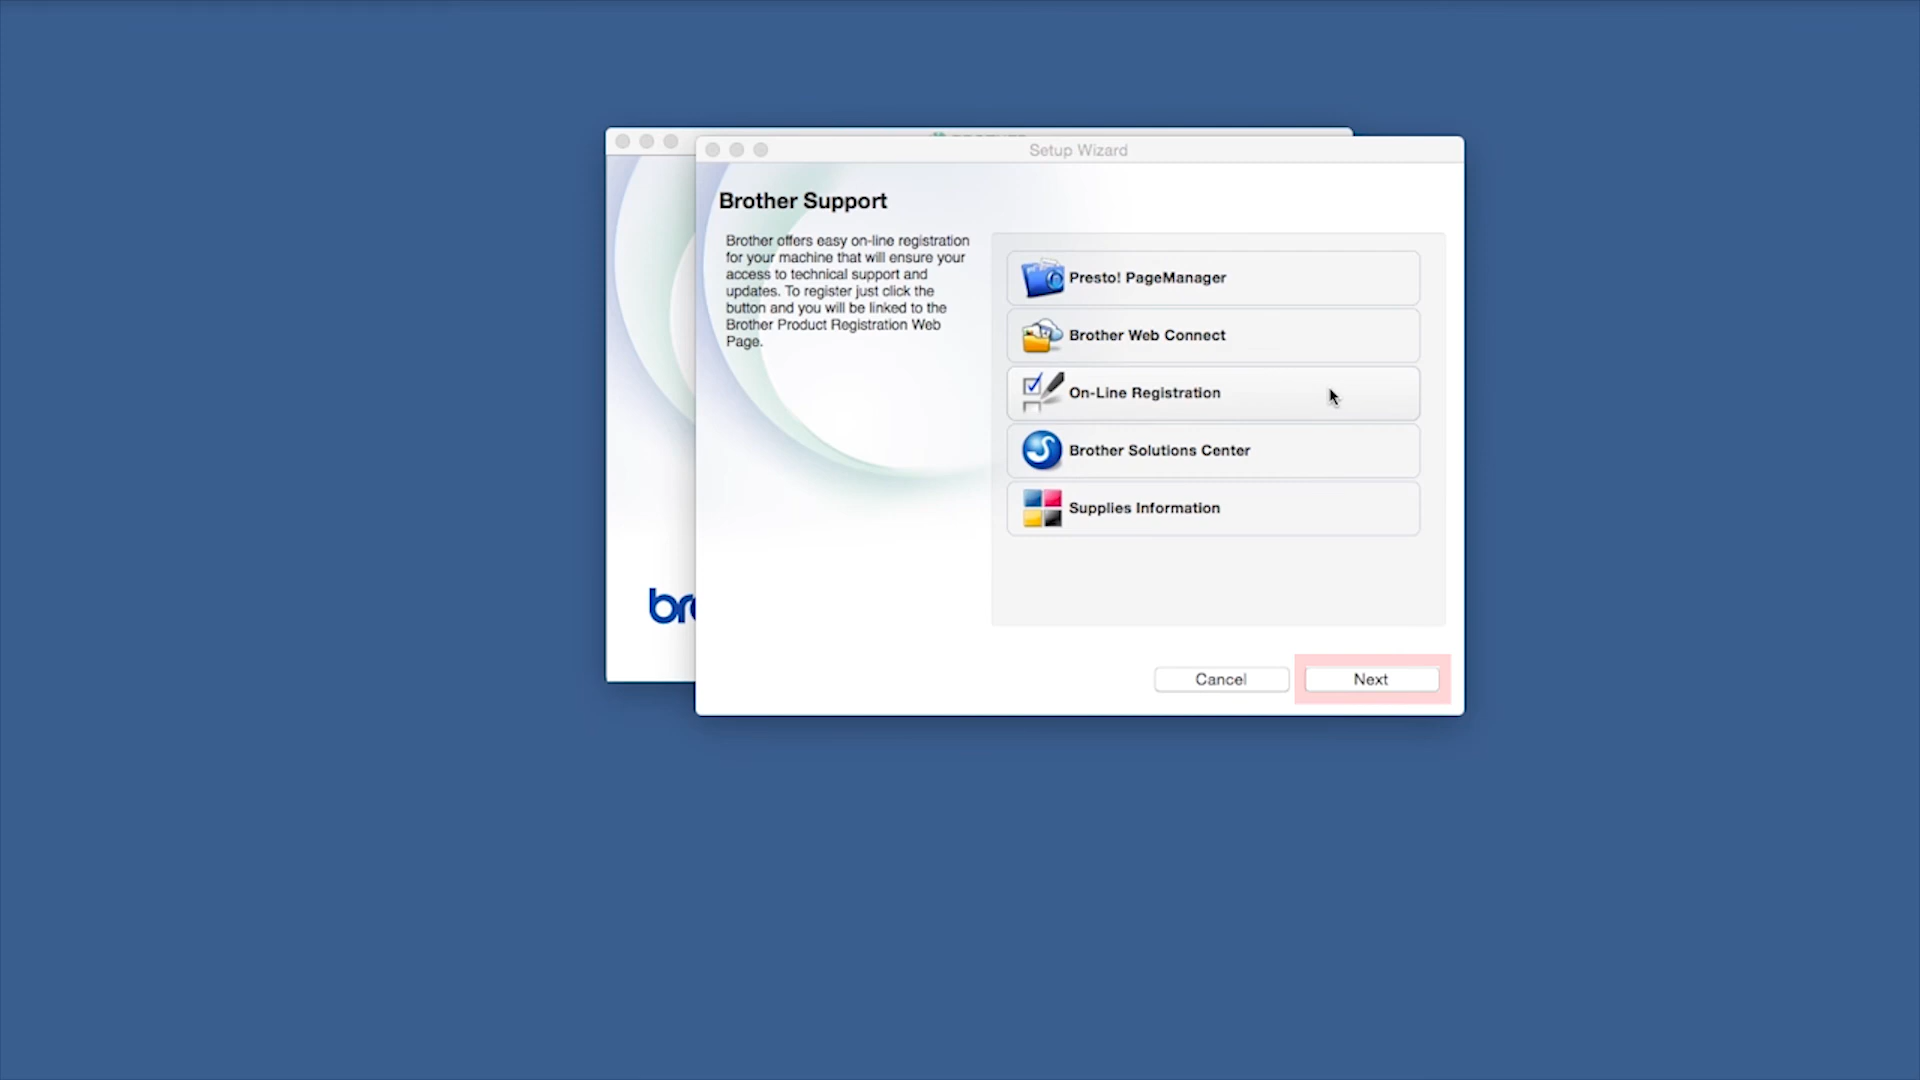 Setup Wizard
Brother Support
Brother offers easy on-line registration
for your machine that will ensure your
access to technical support and
updates. To register just click the
button and you will be linked to the
Brother Product Registration Web
Page.
Presto! PageManager
Brother Web Connect
On-Line Registration
Brother Solutions Center
Supplies Information
bro
Cancel
Next